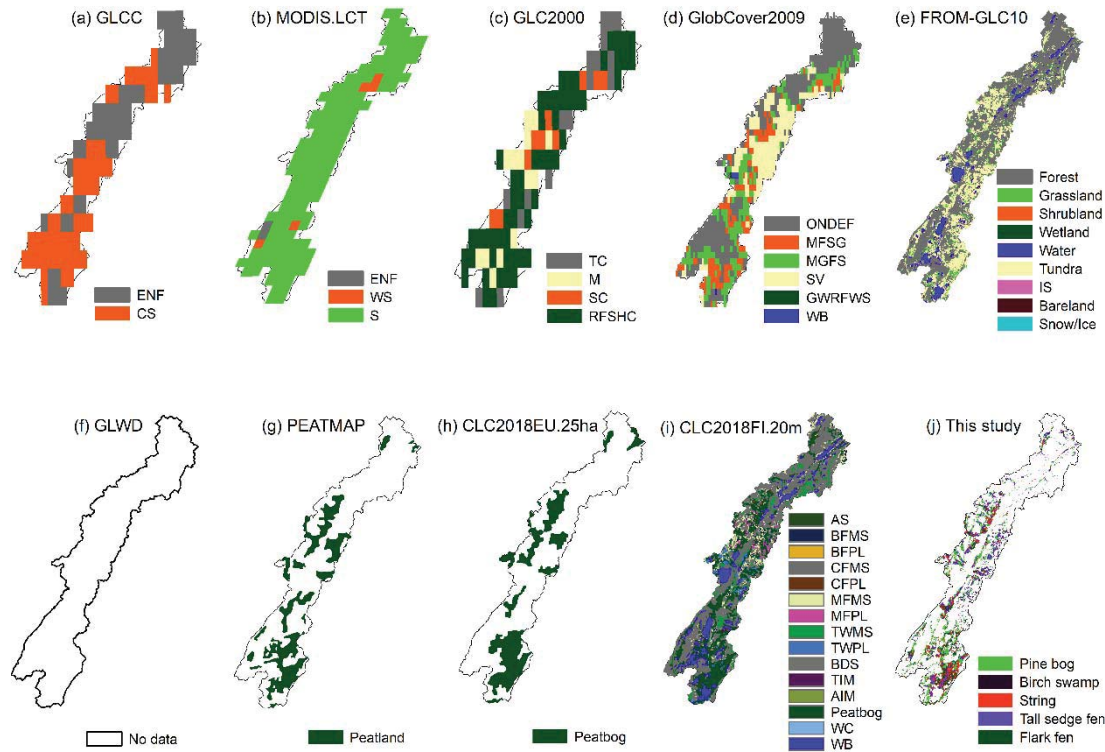 (a) GLCC
ENF
CS
(b) MODIS.LCT
ENF
WS
S
(c) GLC2000
TC
M
SC
RFSHC
(d) GlobCover2009
ONDEF
MFSG
MGFS
SV
GWRFWS
WB
(e) FROM-GLC10
Forest
Grassland
Shrubland
Wetland
Water
Tundra
IS
Bareland
Snow/Ice
(f) GLWD
No data
(g) PEATMAP
Peatland
(h) CLC2018EU.25ha
Peatbog
(i) CLC2018FI.20m
AS
BFMS
BFPL
CFMS
CFPL
MFMS
MFPL
TWMS
TWPL
BDS
TIM
AIM
Peatbog
WC
WB
(j) This study
Pine bog
Birch swamp
String
Tall sedge fen
Flark fen